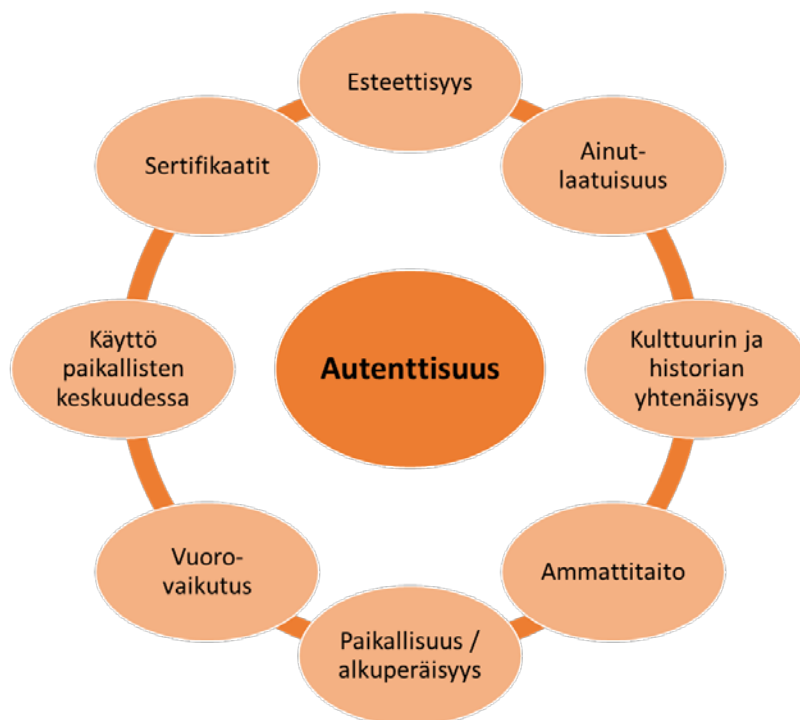 Esteettisyys
Ainut-
laatuisuus
Kulttuurin ja
historian
yhtenäisyys
Ammattitaito
Paikallisuus /
alkuperäisyys
Vuoro-
vaikutus
Käyttö
paikallisten
keskuudessa
Sertifikaatit
Autenttisuus